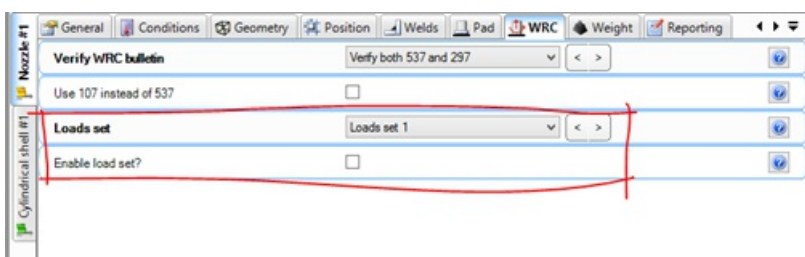 General Conditions Geometry Position Welds Pad WRC Weight Reporting
Nozzle #1
Cylindrical shell #1
Verify WRC bulletin Verify both 537 and 297 < >
Use 107 instead of 537
Loads set Loads set 1 < >
Enable load set?